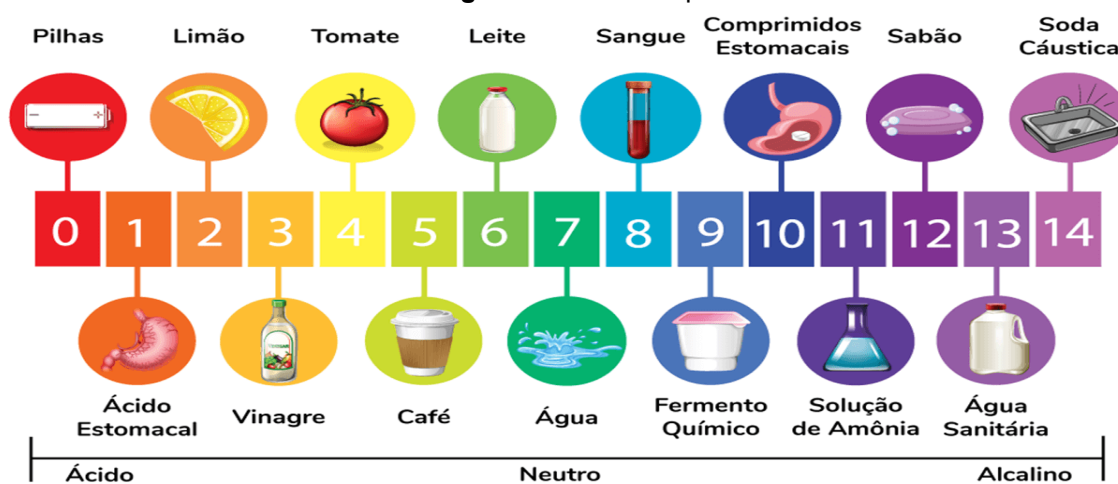 Pilhas
Limão
Tomate
Leite
Sangue
Comprimidos
Estomacais
Sabão
Soda
Cáustica
0 1 2 3 4 5 6 7 8 9 10 11 12 13 14
Ácido
Estomacal
Vinagre
Café
Água
Fermento
Químico
Solução
de Amônia
Água
Sanitária
Ácido
Neutro
Alcalino